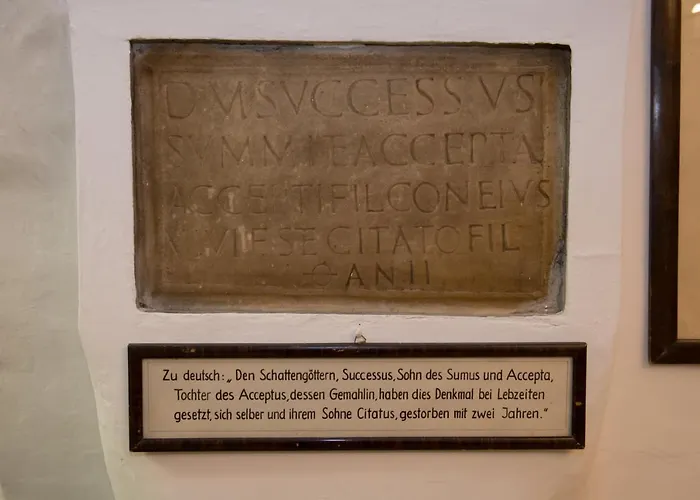 D M SVCCESSVS
SVMMI F E ACCEPTA
ACCEPTI FIL CON EIVS
VIVI F SE CITATO FIL
O AN II
Zu deutsch: „Den Schattengöttern, Successus, Sohn des Sumus und Accepta,
Tochter des Acceptus, dessen Gemahlin, haben dies Denkmal bei Lebzeiten
gesetzt, sich selber und ihrem Sohne Citatus, gestorben mit zwei Jahren."